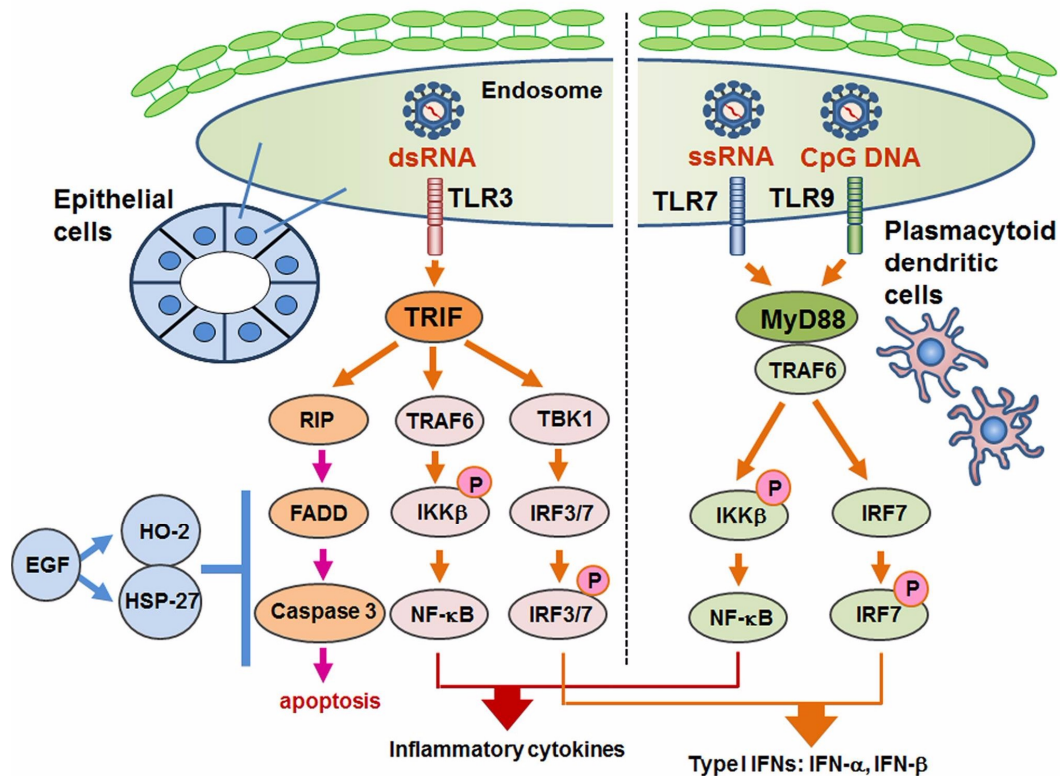 Endosome
dsRNA
ssRNA
CpG DNA
TLR3
TLR7
TLR9
Epithelial
cells
Plasmacytoid
dendritic
cells
TRIF
MyD88
TRAF6
RIP
TRAF6
TBK1
P
P
FADD
IKKβ
IRF3/7
IKKβ
IRF7
EGF
HO-2
HSP-27
P
P
Caspase 3
NF-κB
IRF3/7
NF-κB
IRF7
apoptosis
Inflammatory cytokines
Type I IFNs: IFN-α, IFN-β